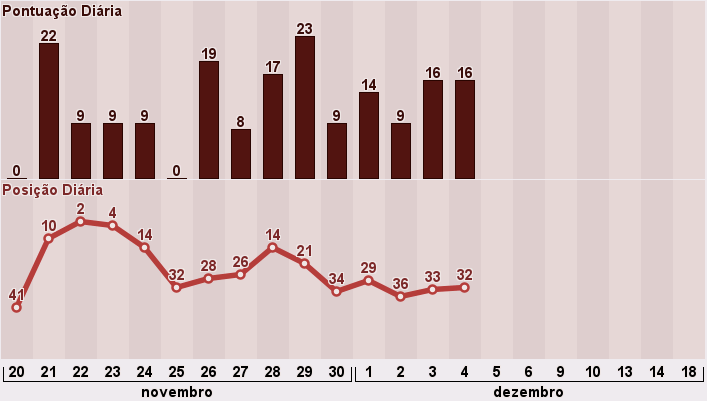 Pontuação Diária
0 22 9 9 9 0 19 8 17 23 9 14 9 16 16
Posição Diária
41 10 2 4 14 32 28 26 14 21 34 29 36 33 32
20 21 22 23 24 25 26 27 28 29 30 1 2 3 4 5 6 9 10 13 14 18
novembro dezembro